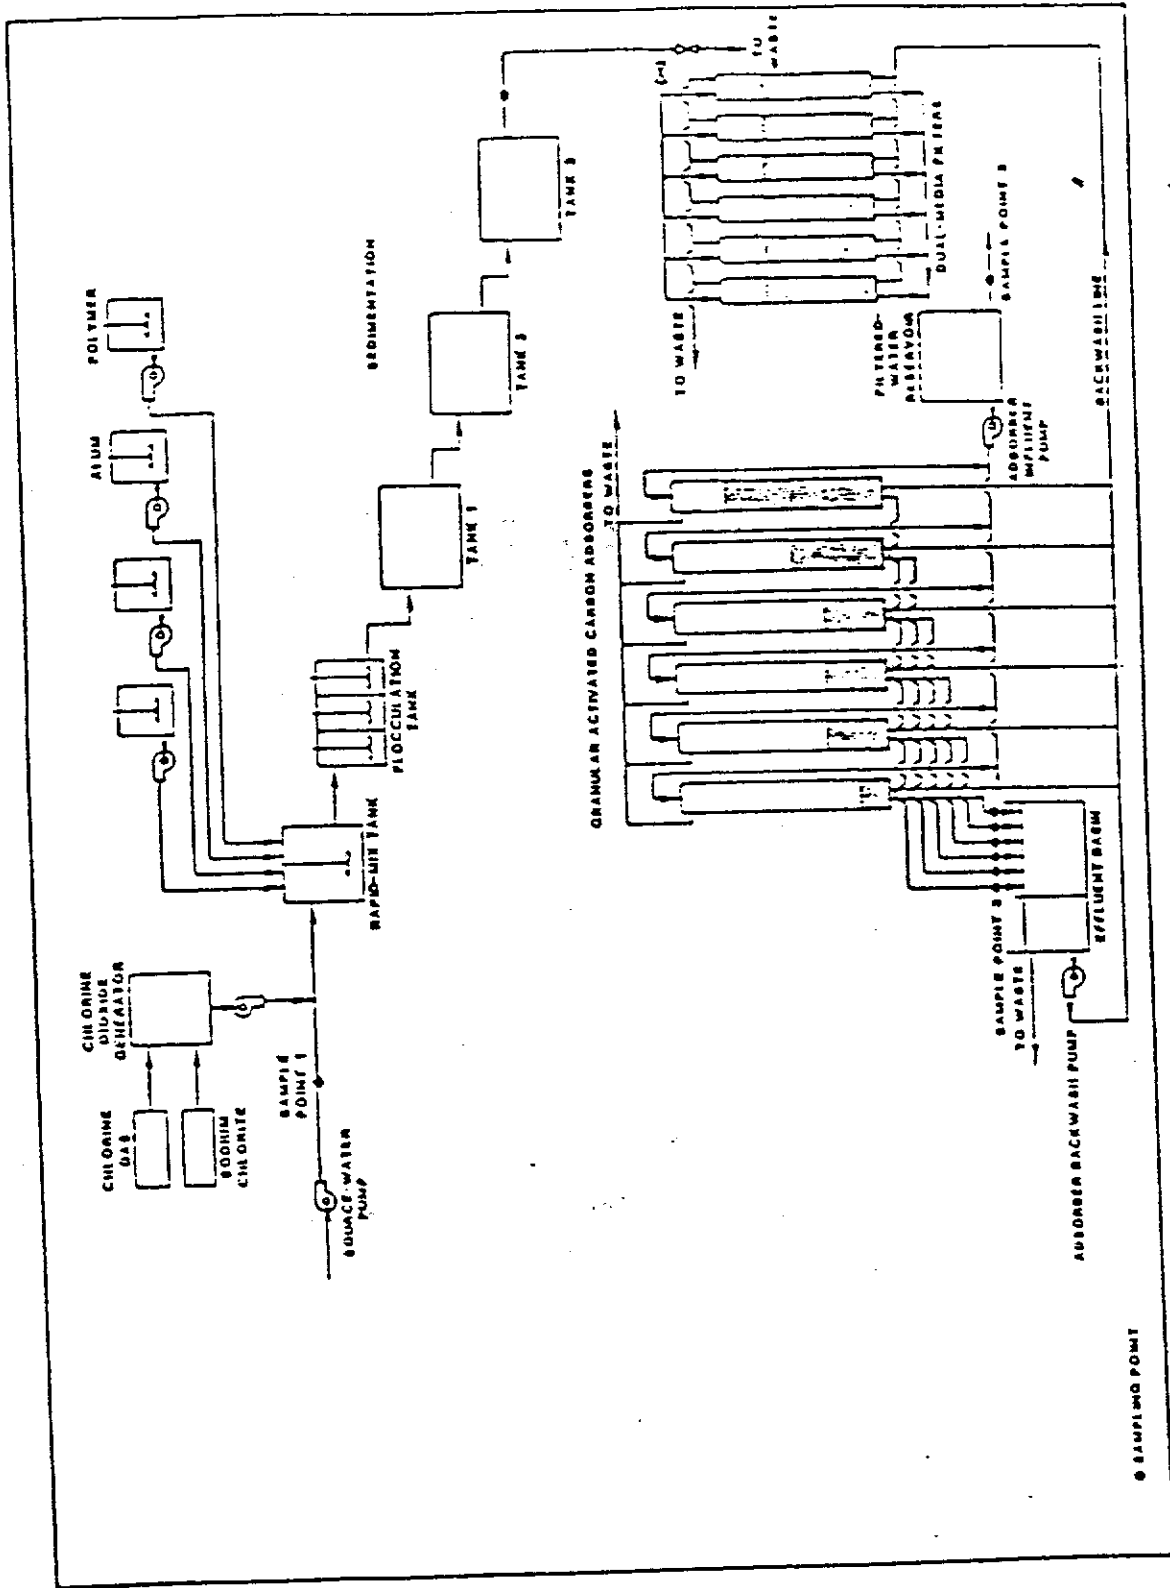 POLYMER
ALUM
CHLORINE
DIOXIDE
GENERATOR
CHLORINE
GAS
SODIUM
CHLORITE
SAMPLE
POINT 1
SOURCE-WATER
PUMP
RAPID-MIX TANK
FLOCCULATION
TANK
SEDIMENTATION
TANK 1
TANK 2
TANK 3
TO
WASTE
TO WASTE
DUAL-MEDIA FILTERS
FILTERED-
WATER
RESERVOIR
SAMPLE POINT 2
ADSORBER
INFLUENT
PUMP
BACKWASH LINE
GRANULAR ACTIVATED CARBON ADSORBERS
TO WASTE
SAMPLE POINT 3
TO WASTE
EFFLUENT BASIN
ADSORBER BACKWASH PUMP
● SAMPLING POINT